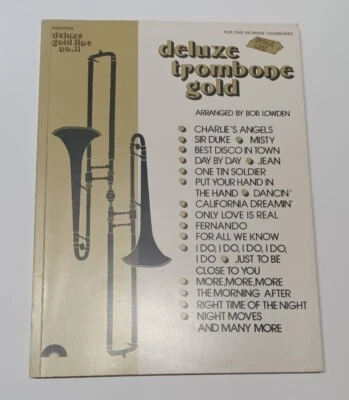 deluxe
gold line
no.11
FOR ONE OR MORE TROMBONES
deluxe
trombone
gold
ARRANGED BY BOB LOWDEN
● CHARLIE'S ANGELS
● SIR DUKE ● MISTY
● BEST DISCO IN TOWN
● DAY BY DAY ● JEAN
● ONE TIN SOLDIER
● PUT YOUR HAND IN
THE HAND ● DANCIN'
● CALIFORNIA DREAMIN'
● ONLY LOVE IS REAL
● FERNANDO
● FOR ALL WE KNOW
● I DO, I DO, I DO, I DO,
I DO ● JUST TO BE
CLOSE TO YOU
● MORE, MORE, MORE
● THE MORNING AFTER
● RIGHT TIME OF THE NIGHT
● NIGHT MOVES
AND MANY MORE